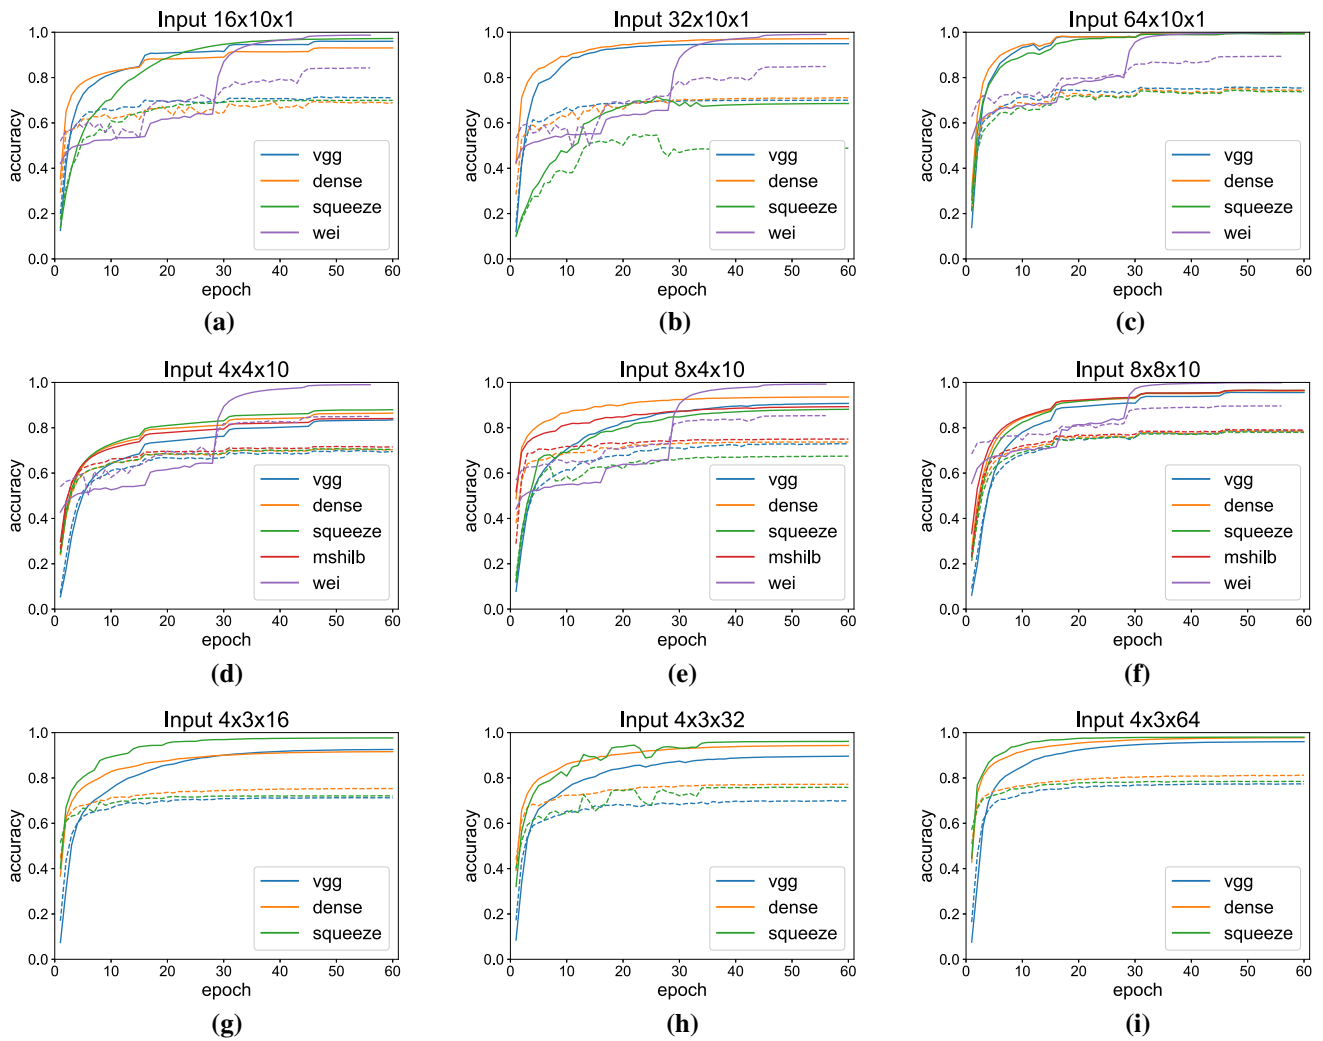 Input 16x10x1
1.0
0.8
0.6
0.4
0.2
0.0
accuracy
0 10 20 30 40 50 60
epoch
vgg
dense
squeeze
wei
(a)
Input 32x10x1
1.0
0.8
0.6
0.4
0.2
0.0
accuracy
0 10 20 30 40 50 60
epoch
vgg
dense
squeeze
wei
(b)
Input 64x10x1
1.0
0.8
0.6
0.4
0.2
0.0
accuracy
0 10 20 30 40 50 60
epoch
vgg
dense
squeeze
wei
(c)
Input 4x4x10
1.0
0.8
0.6
0.4
0.2
0.0
accuracy
0 10 20 30 40 50 60
epoch
vgg
dense
squeeze
mshilb
wei
(d)
Input 8x4x10
1.0
0.8
0.6
0.4
0.2
0.0
accuracy
0 10 20 30 40 50 60
epoch
vgg
dense
squeeze
mshilb
wei
(e)
Input 8x8x10
1.0
0.8
0.6
0.4
0.2
0.0
accuracy
0 10 20 30 40 50 60
epoch
vgg
dense
squeeze
mshilb
wei
(f)
Input 4x3x16
1.0
0.8
0.6
0.4
0.2
0.0
accuracy
0 10 20 30 40 50 60
epoch
vgg
dense
squeeze
(g)
Input 4x3x32
1.0
0.8
0.6
0.4
0.2
0.0
accuracy
0 10 20 30 40 50 60
epoch
vgg
dense
squeeze
(h)
Input 4x3x64
1.0
0.8
0.6
0.4
0.2
0.0
accuracy
0 10 20 30 40 50 60
epoch
vgg
dense
squeeze
(i)